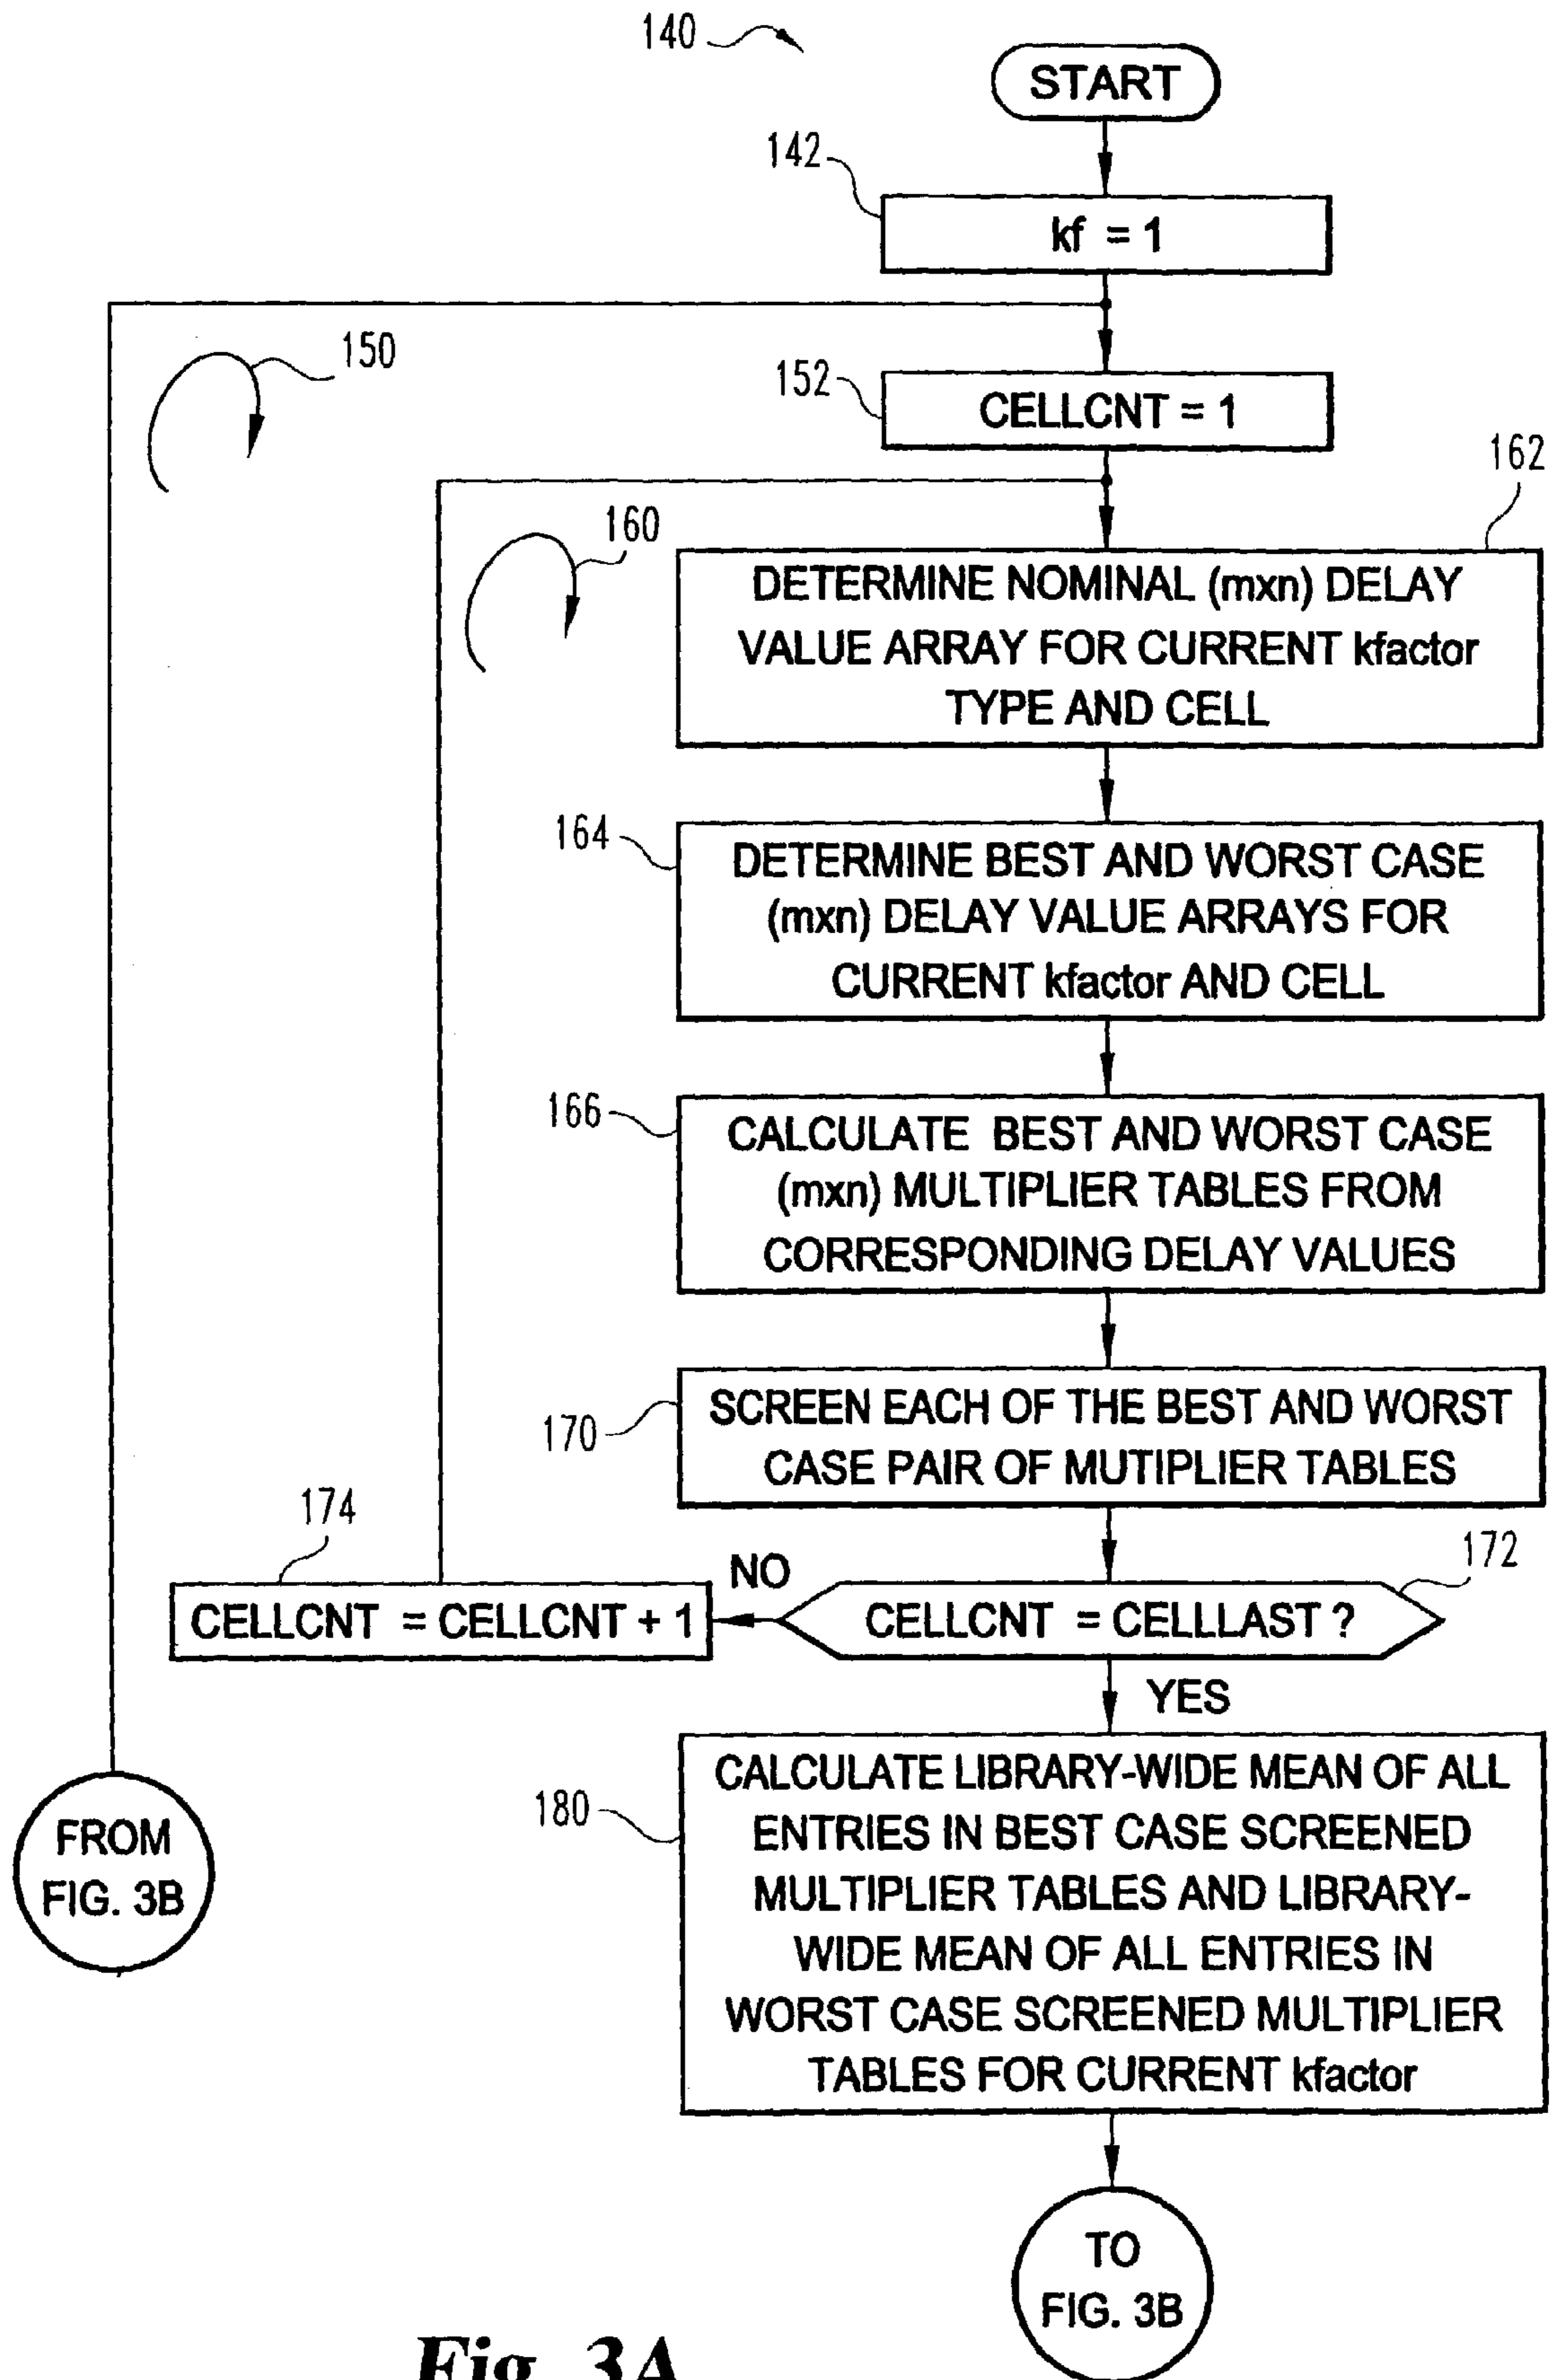 140
START
142
kf = 1
150
152
CELLCNT = 1
162
160
DETERMINE NOMINAL (mxn) DELAY
VALUE ARRAY FOR CURRENT kfactor
TYPE AND CELL
164
DETERMINE BEST AND WORST CASE
(mxn) DELAY VALUE ARRAYS FOR
CURRENT kfactor AND CELL
166
CALCULATE BEST AND WORST CASE
(mxn) MULTIPLIER TABLES FROM
CORRESPONDING DELAY VALUES
170
SCREEN EACH OF THE BEST AND WORST
CASE PAIR OF MUTIPLIER TABLES
174
NO
172
CELLCNT = CELLCNT + 1
CELLCNT = CELLLAST ?
YES
180
CALCULATE LIBRARY-WIDE MEAN OF ALL
ENTRIES IN BEST CASE SCREENED
MULTIPLIER TABLES AND LIBRARY-
WIDE MEAN OF ALL ENTRIES IN
WORST CASE SCREENED MULTIPLIER
TABLES FOR CURRENT kfactor
FROM
FIG. 3B
TO
FIG. 3B
Fig. 3A